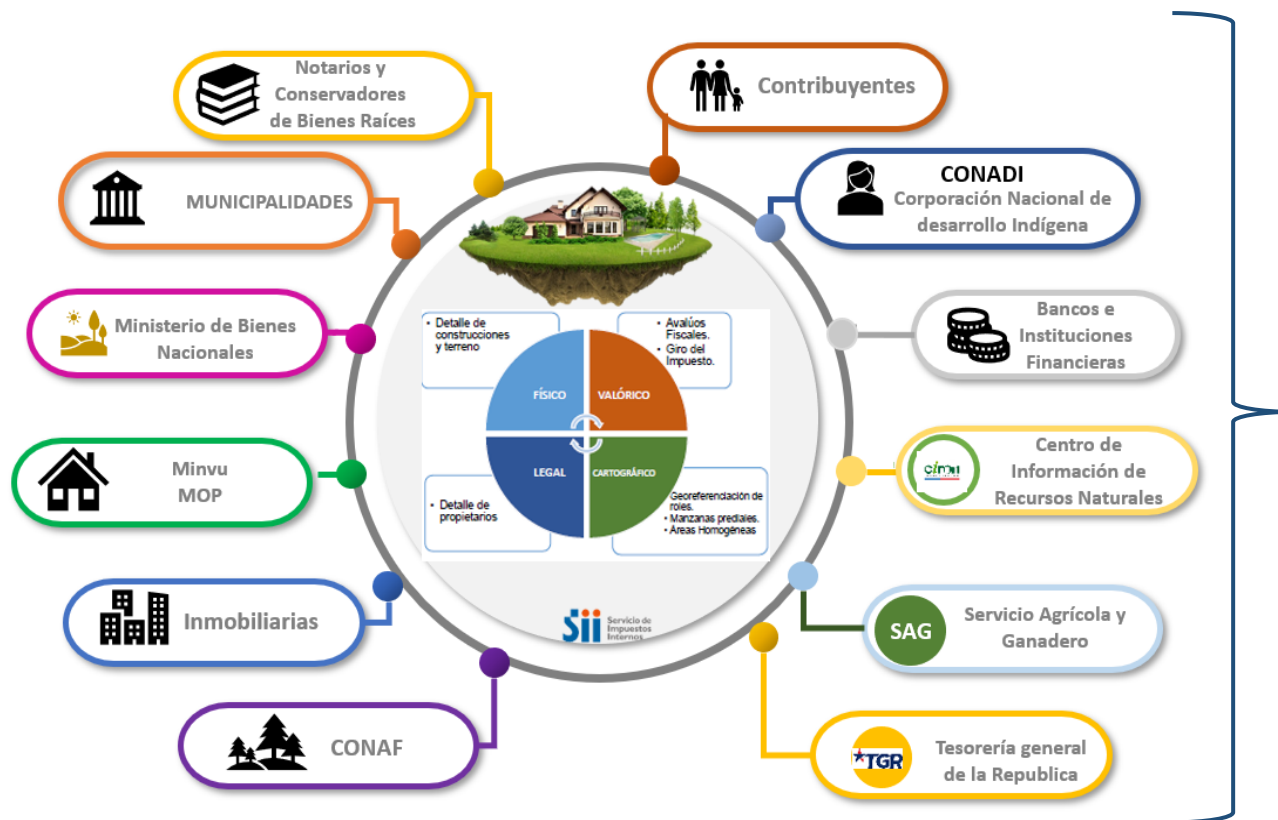 Notarios y
Conservadores
de Bienes Raíces
Contribuyentes
MUNICIPALIDADES
CONADI
Corporación Nacional de
desarrollo Indígena
Ministerio de Bienes
Nacionales
Bancos e
Instituciones
Financieras
• Detalle de
construcciones
y terreno
• Avalúos
Fiscales.
• Giro del
Impuesto.
FÍSICO
VALÓRICO
LEGAL
CARTOGRÁFICO
• Detalle de
propietarios
Georeferenciación de
roles.
• Manzanas prediales.
• Áreas Homogéneas
Minvu
MOP
Centro de
Información de
Recursos Naturales
Inmobiliarias
sii Servicio de
Impuestos
Internos
SAG
Servicio Agrícola y
Ganadero
CONAF
TGR
Tesorería general
de la Republica